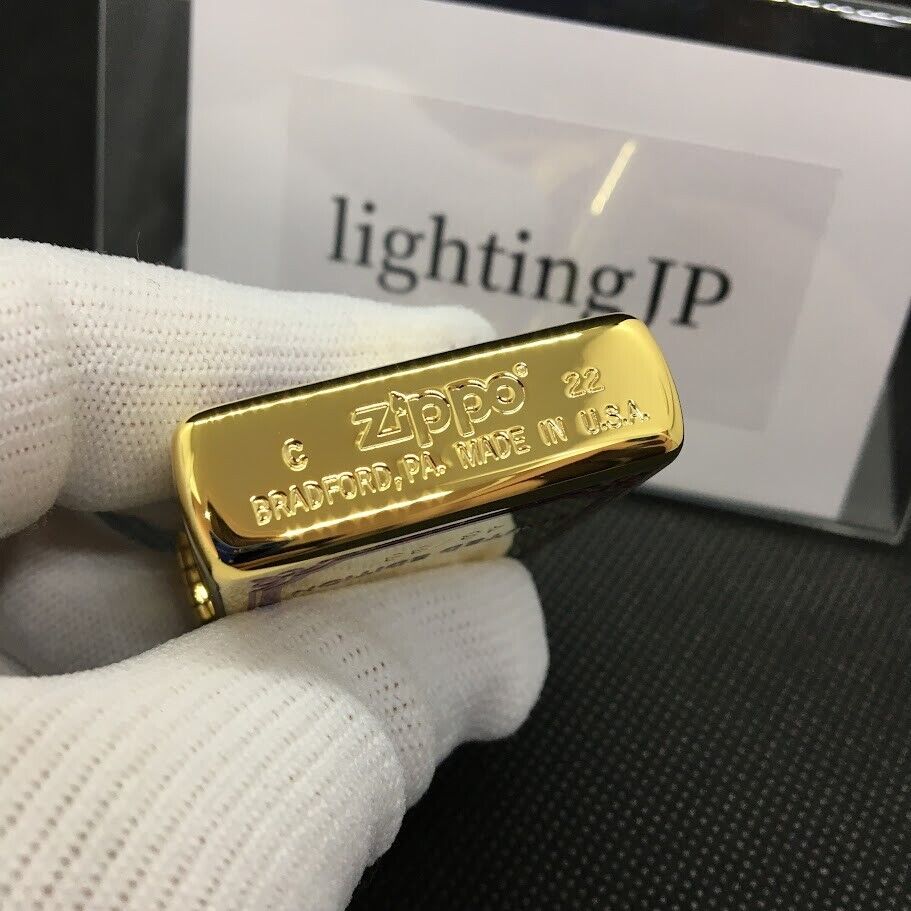 lightingJP
C zippo 22
BRADFORD, PA. MADE IN U.S.A.